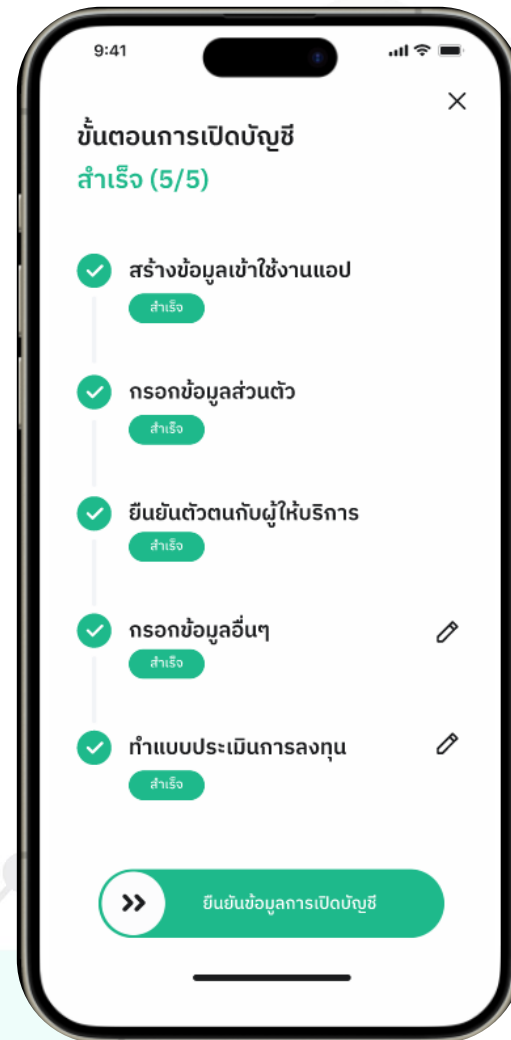 9:41
ขั้นตอนการเปิดบัญชี
สำเร็จ (5/5)
สร้างข้อมูลเข้าใช้งานแอป
สำเร็จ
กรอกข้อมูลส่วนตัว
สำเร็จ
ยืนยันตัวตนกับผู้ให้บริการ
สำเร็จ
กรอกข้อมูลอื่นๆ
สำเร็จ
ทำแบบประเมินการลงทุน
สำเร็จ
ยืนยันข้อมูลการเปิดบัญชี